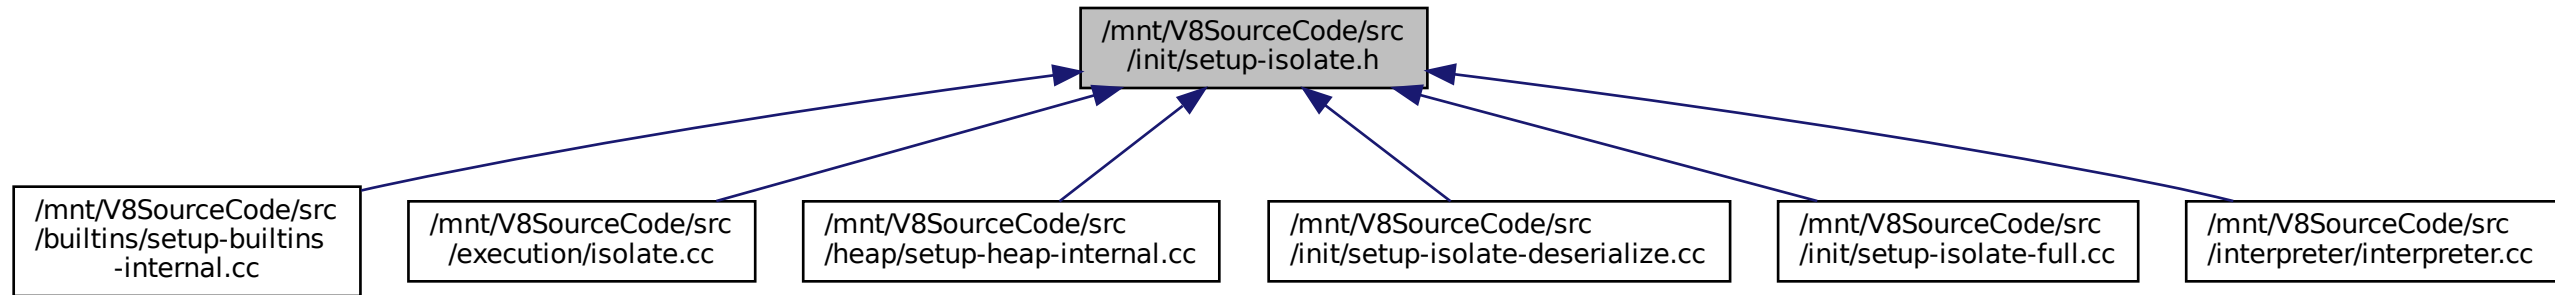 /mnt/V8SourceCode/src
/init/setup-isolate.h
/mnt/V8SourceCode/src
/builtins/setup-builtins
-internal.cc
/mnt/V8SourceCode/src
/execution/isolate.cc
/mnt/V8SourceCode/src
/heap/setup-heap-internal.cc
/mnt/V8SourceCode/src
/init/setup-isolate-deserialize.cc
/mnt/V8SourceCode/src
/init/setup-isolate-full.cc
/mnt/V8SourceCode/src
/interpreter/interpreter.cc